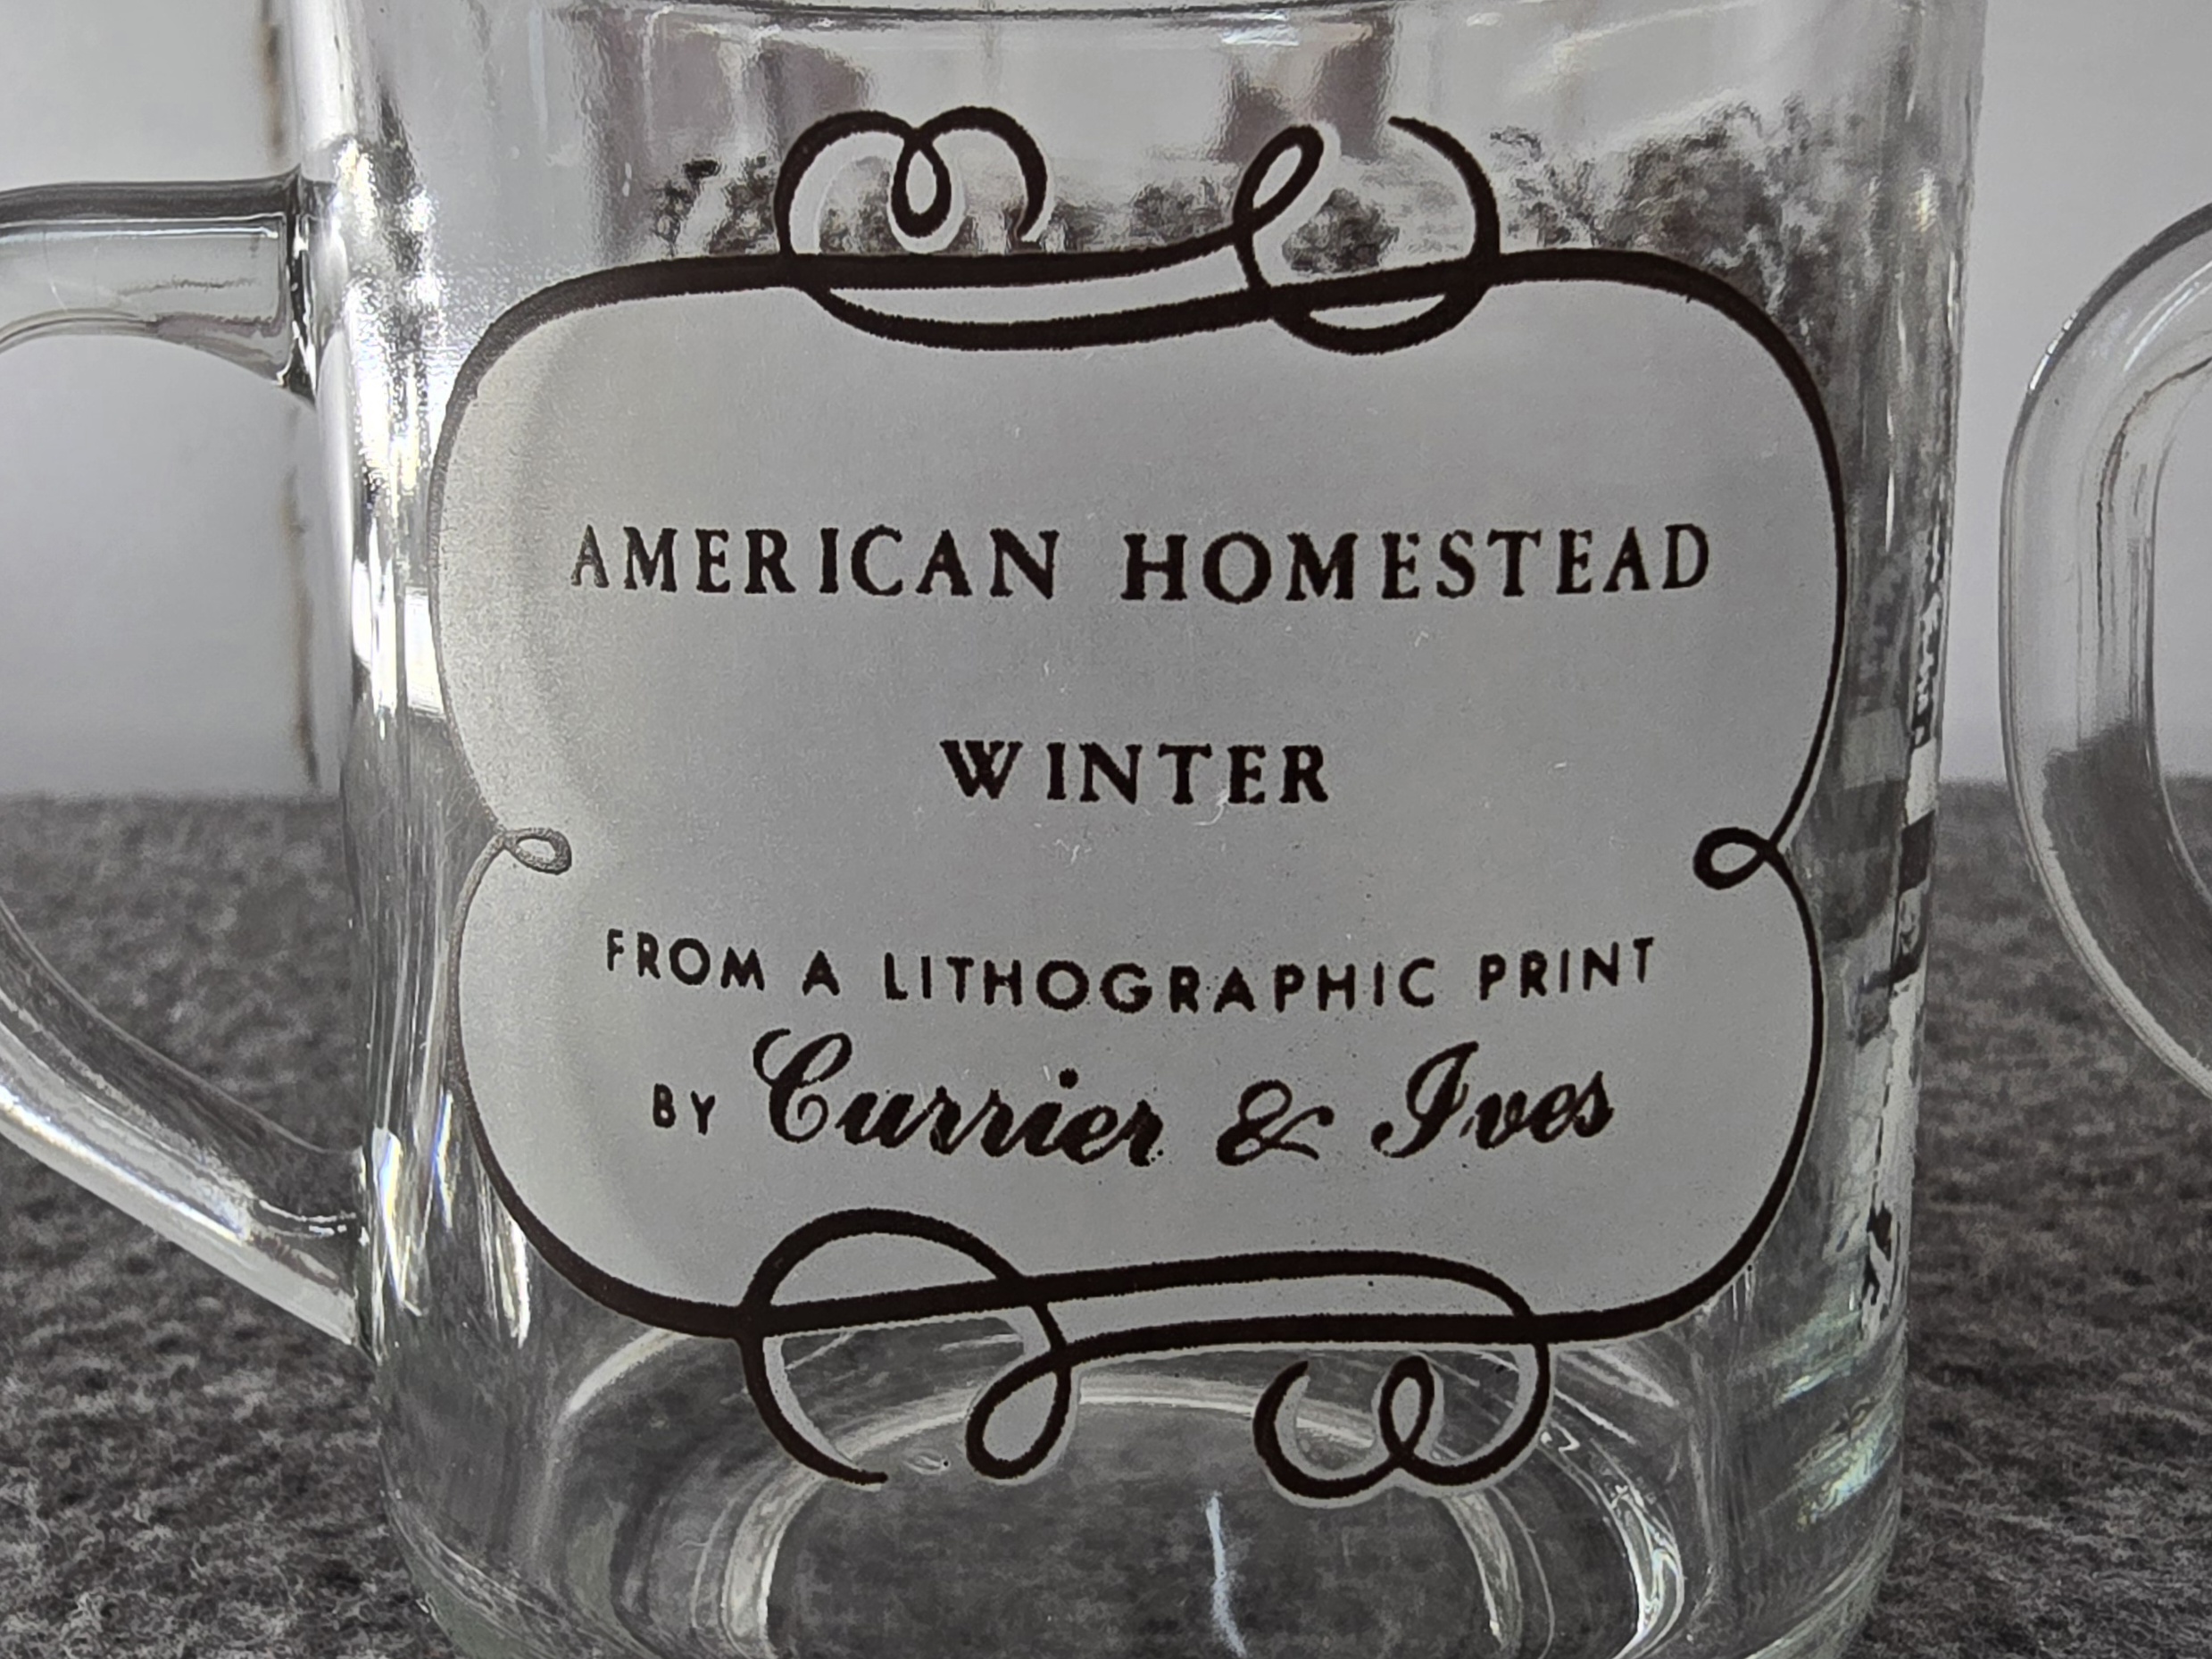 AMERICAN HOMESTEAD
WINTER
FROM A LITHOGRAPHIC PRINT
BY Currier & Ives